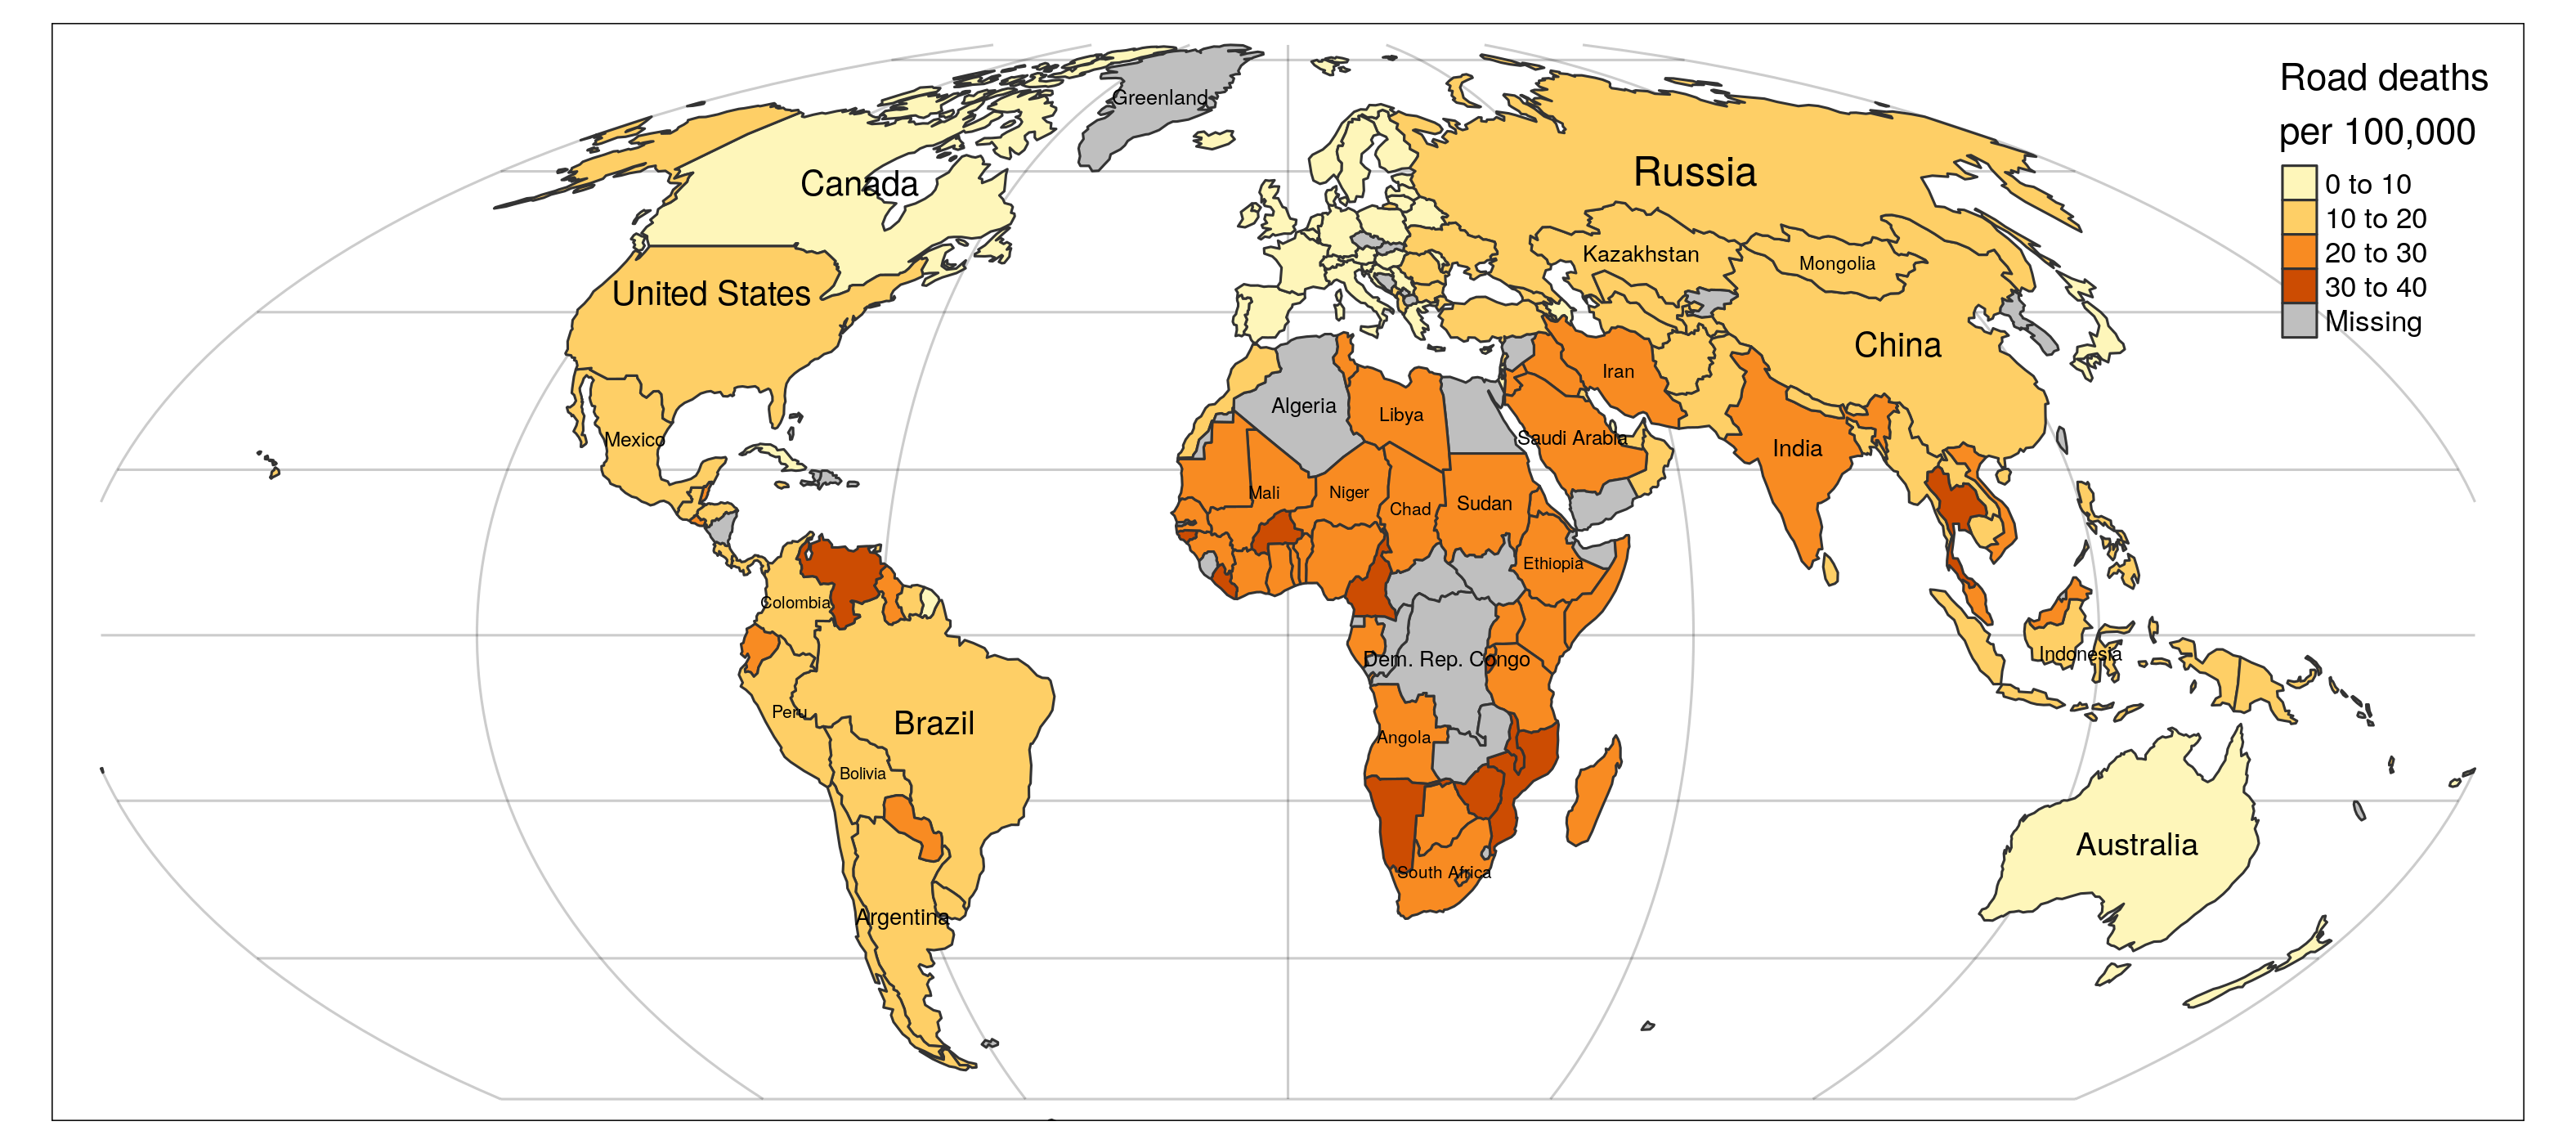 Road deaths
per 100,000
0 to 10
10 to 20
20 to 30
30 to 40
Missing
Greenland
Canada
Russia
United States
Kazakhstan
Mongolia
China
Mexico
Algeria
Libya
Iran
Saudi Arabia
India
Mali
Niger
Chad
Sudan
Ethiopia
Colombia
Dem. Rep. Congo
Indonesia
Peru
Brazil
Angola
Bolivia
Australia
South Africa
Argentina